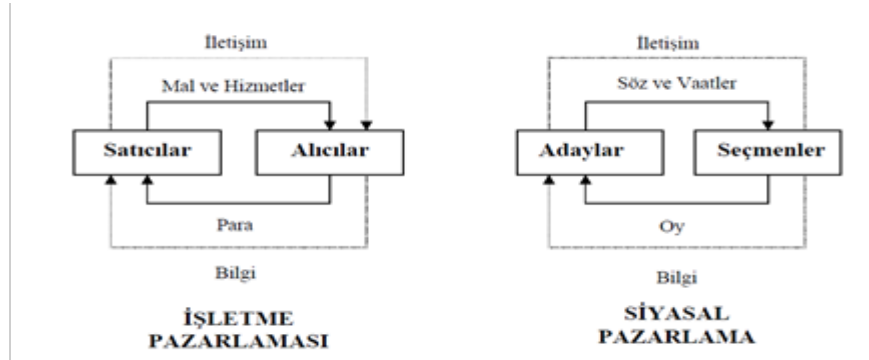 İletişim
Mal ve Hizmetler
Satıcılar
Alıcılar
Para
Bilgi
İŞLETME
PAZARLAMASI
İletişim
Söz ve Vaatler
Adaylar
Seçmenler
Oy
Bilgi
SİYASAL
PAZARLAMA